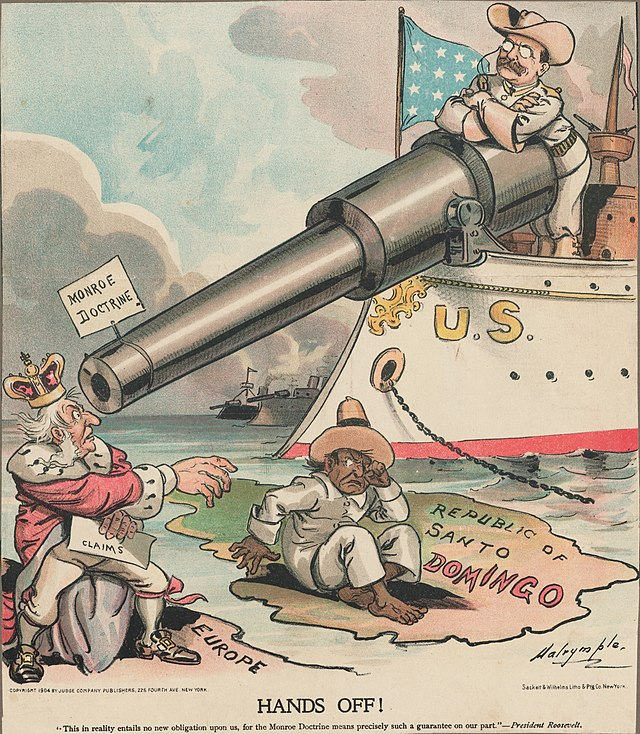 MONROE
DOCTRINE
U.S.
CLAIMS
REPUBLIC OF
SANTO
DOMINGO
EUROPE
Dalrymple.
COPYRIGHT 1904 BY JUDGE COMPANY PUBLISHERS, 225 FOURTH AVE. NEW YORK.
Sackett & Wilhelms Litho & Ptg Co. New York.
HANDS OFF!
"This in reality entails no new obligation upon us, for the Monroe Doctrine means precisely such a guarantee on our part."—President Roosevelt.